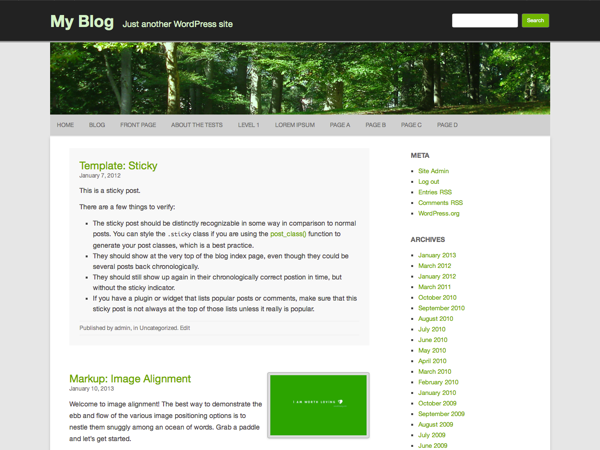 My Blog Just another WordPress site
Search
HOME BLOG FRONT PAGE ABOUT THE TESTS LEVEL 1 LOREM IPSUM PAGE A PAGE B PAGE C PAGE D
Template: Sticky
January 7, 2012
This is a sticky post.
There are a few things to verify:
• The sticky post should be distinctly recognizable in some way in comparison to normal
posts. You can style the .sticky class if you are using the post_class() function to
generate your post classes, which is a best practice.
• They should show at the very top of the blog index page, even though they could be
several posts back chronologically.
• They should still show up again in their chronologically correct postion in time, but
without the sticky indicator.
• If you have a plugin or widget that lists popular posts or comments, make sure that this
sticky post is not always at the top of those lists unless it really is popular.
Published by admin, in Uncategorized. Edit
Markup: Image Alignment
January 10, 2013
Welcome to image alignment! The best way to demonstrate the
ebb and flow of the various image positioning options is to
nestle them snuggly among an ocean of words. Grab a paddle
and let's get started.
I AM WORTH LOVING
META
• Site Admin
• Log out
• Entries RSS
• Comments RSS
• WordPress.org
ARCHIVES
• January 2013
• March 2012
• January 2012
• March 2011
• October 2010
• September 2010
• August 2010
• July 2010
• June 2010
• May 2010
• April 2010
• March 2010
• February 2010
• January 2010
• October 2009
• September 2009
• August 2009
• July 2009
• June 2009